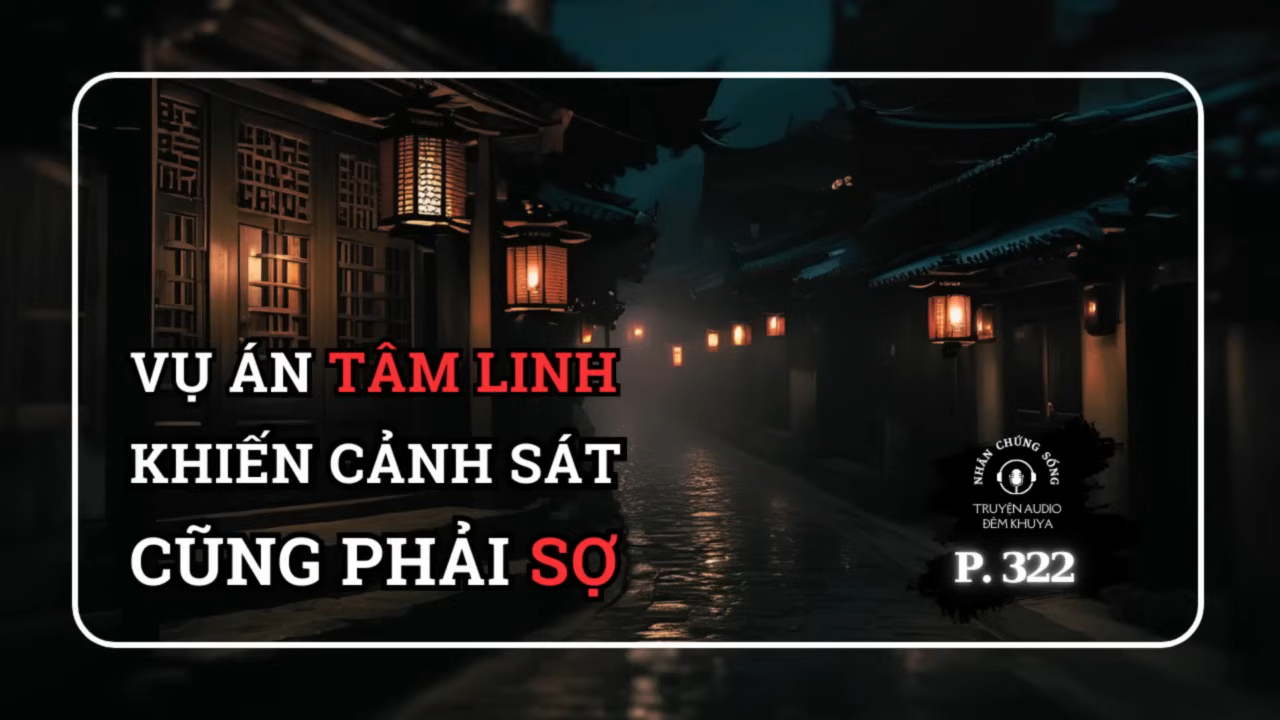 VỤ ÁN TÂM LINH
KHIẾN CẢNH SÁT
CŨNG PHẢI SỢ
NHÂN CHỨNG SỐNG
TRUYỆN AUDIO
ĐÊM KHUYA
P. 322